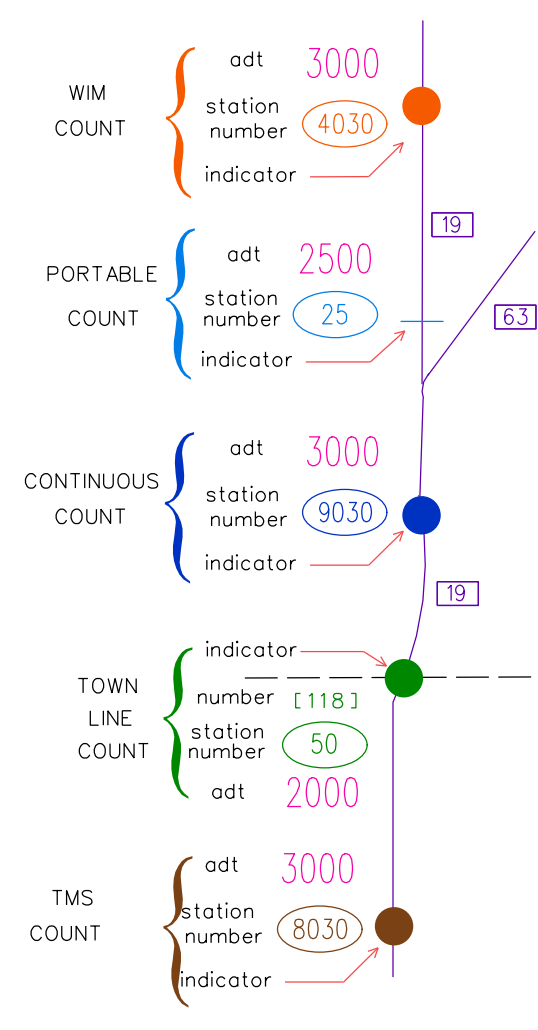 adt 3000
WIM
COUNT
station
number
4030
indicator
19
adt 2500
PORTABLE
COUNT
station
number
25
63
indicator
adt 3000
CONTINUOUS
COUNT
station
number
9030
indicator
19
indicator
TOWN
LINE
COUNT
number [118]
station
number
50
adt 2000
adt 3000
TMS
COUNT
station
number
8030
indicator